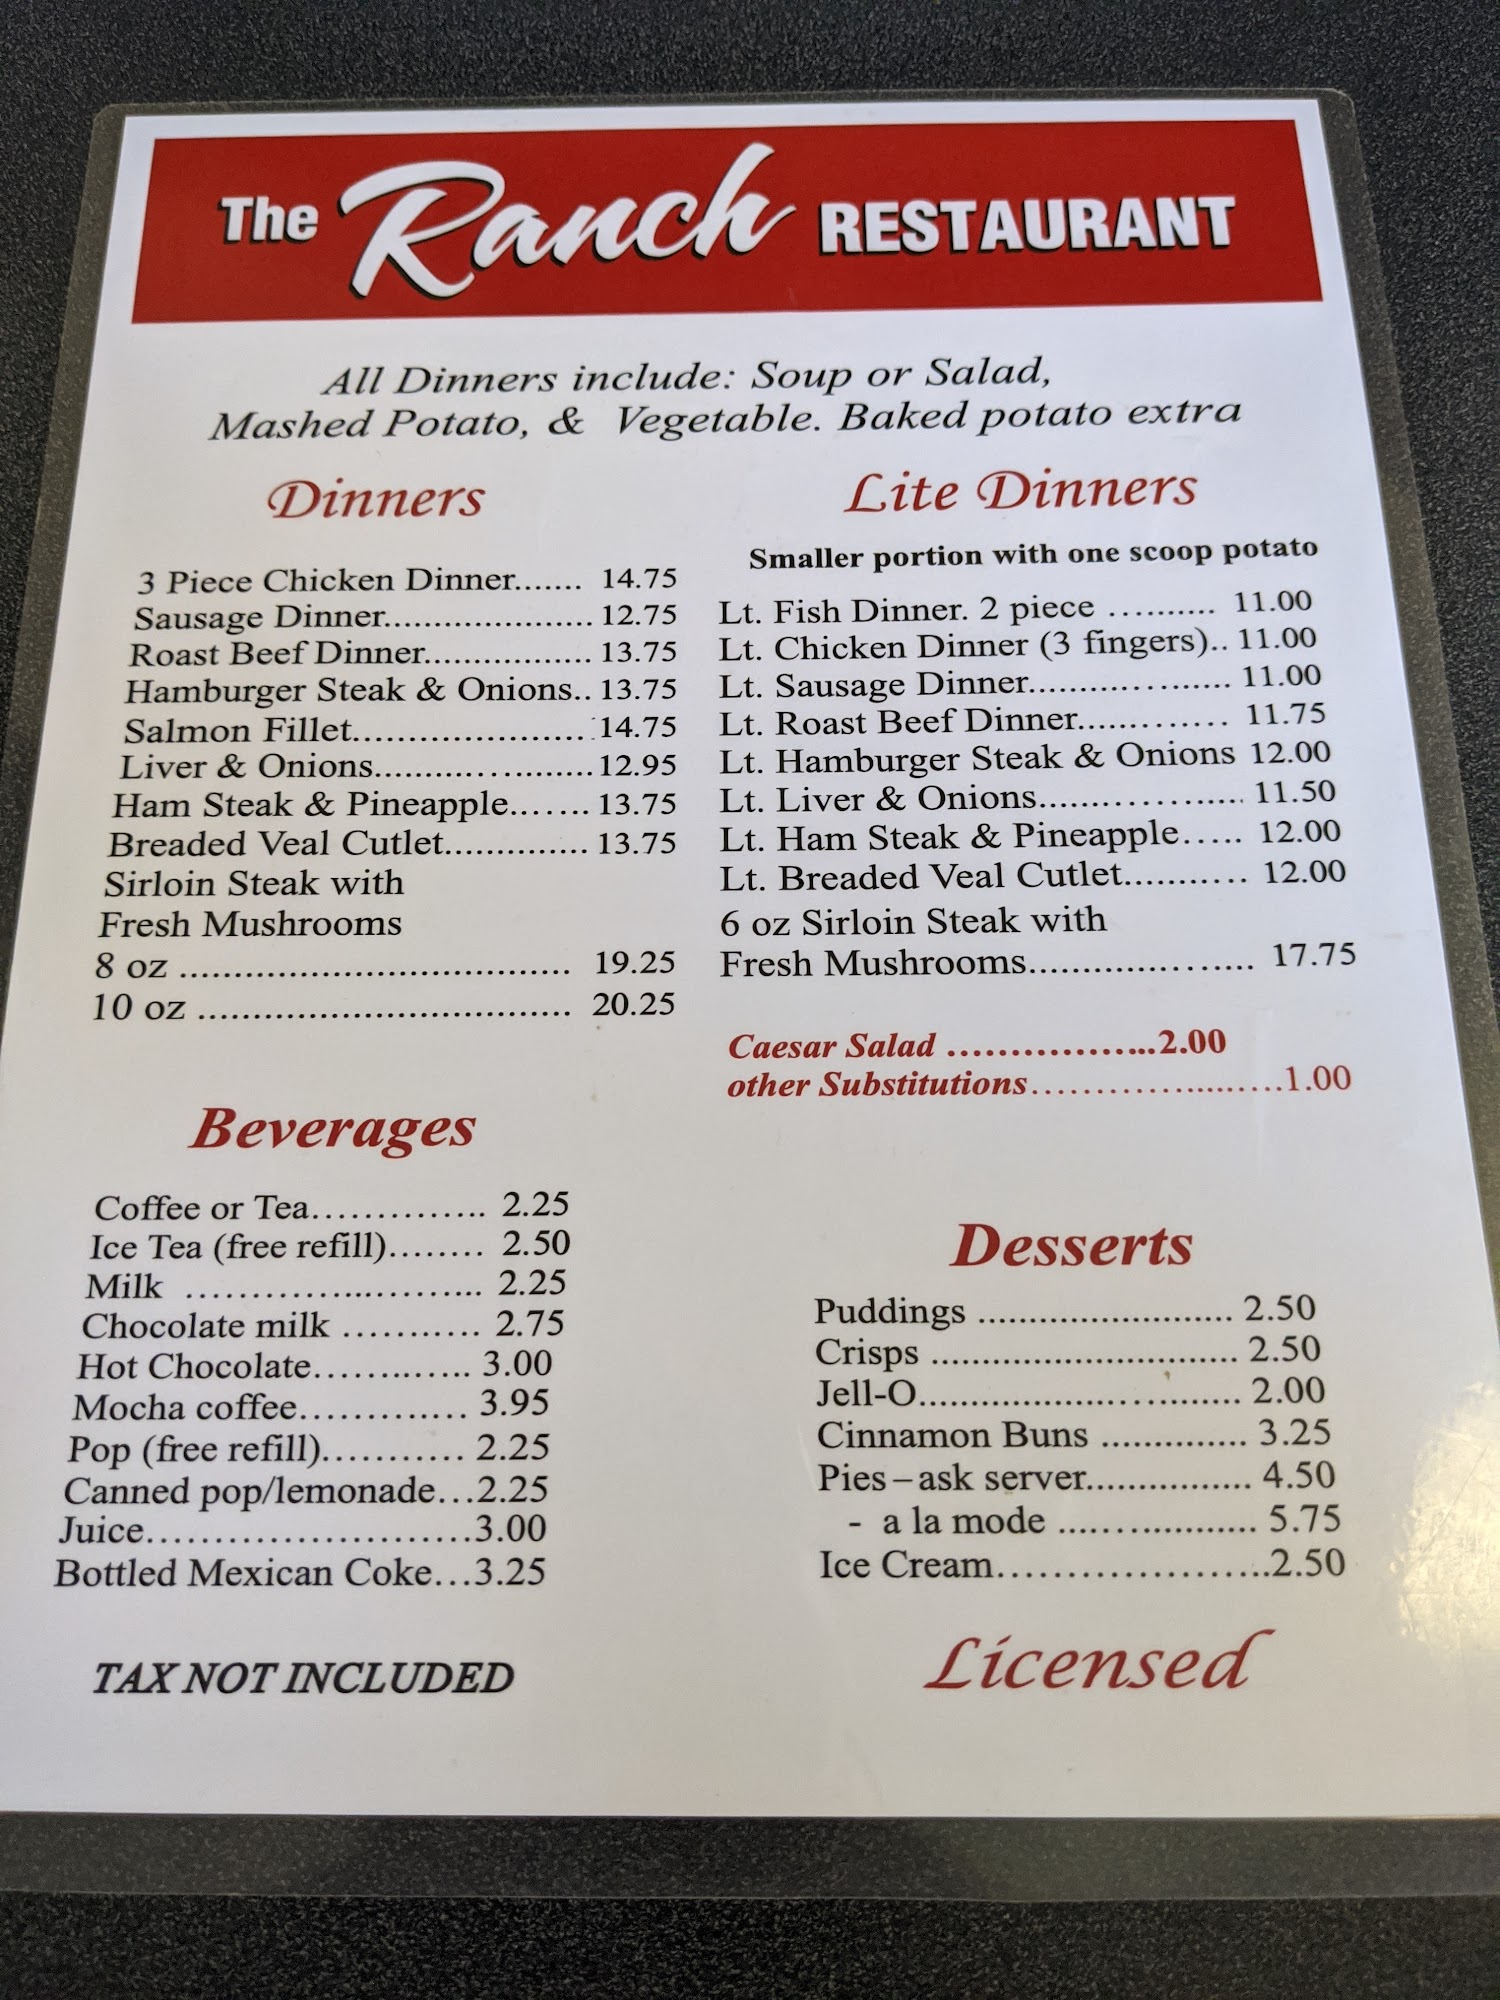 The Ranch RESTAURANT
All Dinners include: Soup or Salad,
Mashed Potato, & Vegetable. Baked potato extra
Dinners
3 Piece Chicken Dinner....... 14.75
Sausage Dinner..................... 12.75
Roast Beef Dinner................. 13.75
Hamburger Steak & Onions.. 13.75
Salmon Fillet........................ 14.75
Liver & Onions...................... 12.95
Ham Steak & Pineapple....... 13.75
Breaded Veal Cutlet.............. 13.75
Sirloin Steak with
Fresh Mushrooms
8 oz ................................... 19.25
10 oz ................................. 20.25
Lite Dinners
Smaller portion with one scoop potato
Lt. Fish Dinner. 2 piece .......... 11.00
Lt. Chicken Dinner (3 fingers).. 11.00
Lt. Sausage Dinner.................... 11.00
Lt. Roast Beef Dinner.............. 11.75
Lt. Hamburger Steak & Onions 12.00
Lt. Liver & Onions.................... 11.50
Lt. Ham Steak & Pineapple..... 12.00
Lt. Breaded Veal Cutlet........... 12.00
6 oz Sirloin Steak with
Fresh Mushrooms...................... 17.75
Caesar Salad ....................2.00
other Substitutions.........................1.00
Beverages
Coffee or Tea.............. 2.25
Ice Tea (free refill)........ 2.50
Milk ......................... 2.25
Chocolate milk ........... 2.75
Hot Chocolate............. 3.00
Mocha coffee............. 3.95
Pop (free refill)........... 2.25
Canned pop/lemonade...2.25
Juice.........................3.00
Bottled Mexican Coke...3.25
TAX NOT INCLUDED
Desserts
Puddings ......................... 2.50
Crisps .............................. 2.50
Jell-O................................ 2.00
Cinnamon Buns .............. 3.25
Pies – ask server................ 4.50
- a la mode ................... 5.75
Ice Cream......................2.50
Licensed